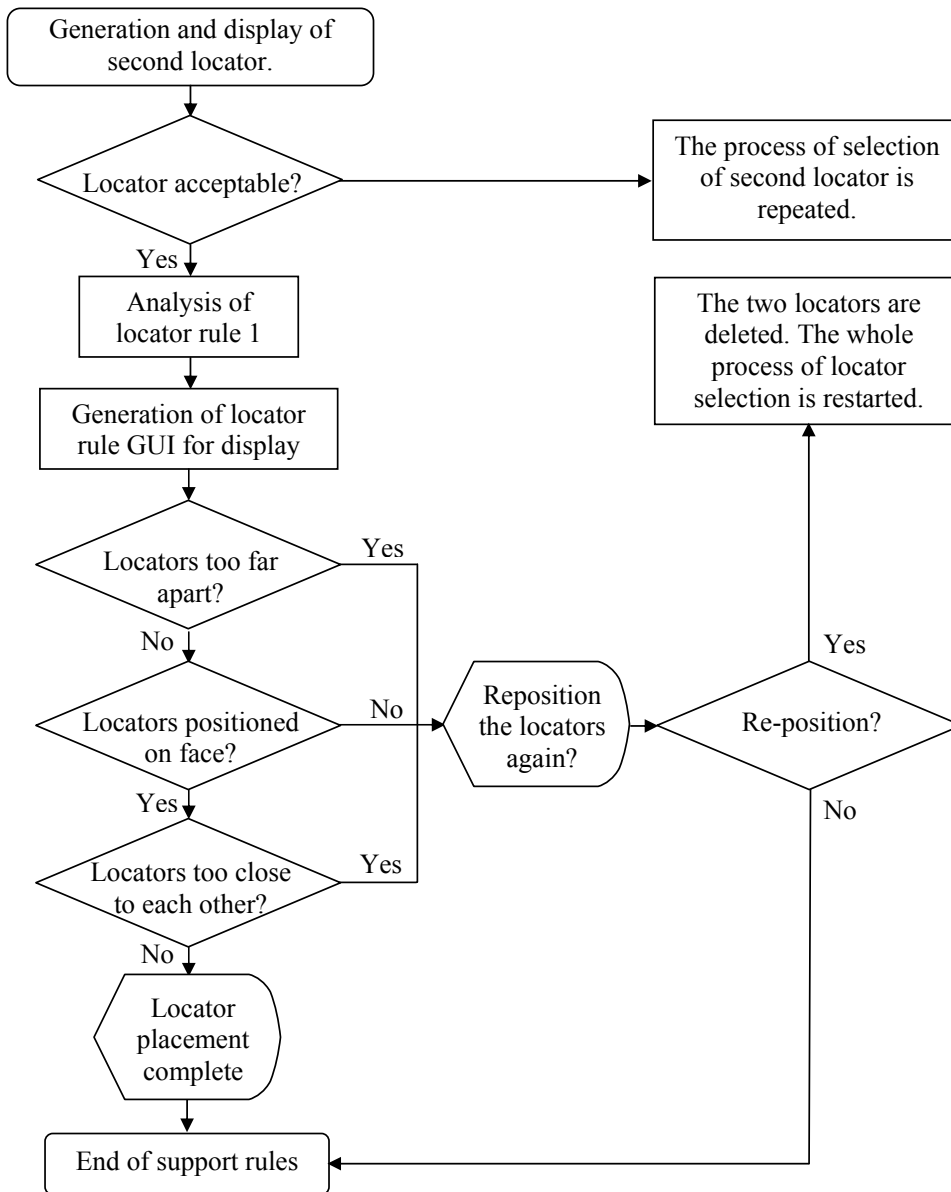 Generation and display of
second locator.
Locator acceptable?
The process of selection
of second locator is
repeated.
Yes
Analysis of
locator rule 1
The two locators are
deleted. The whole
process of locator
selection is restarted.
Generation of locator
rule GUI for display
Locators too far
apart?
Yes
No
Yes
Locators positioned
on face?
No
Reposition
the locators
again?
Re-position?
Yes
No
Locators too close
to each other?
Yes
No
Locator
placement
complete
End of support rules